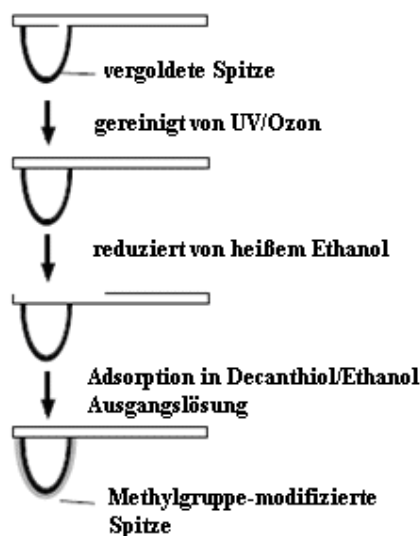 vergoldete Spitze
gereinigt von UV/Ozon
reduziert von heißem Ethanol
Adsorption in Decanthiol/Ethanol
Ausgangslösung
Methylgruppe-modifizierte
Spitze